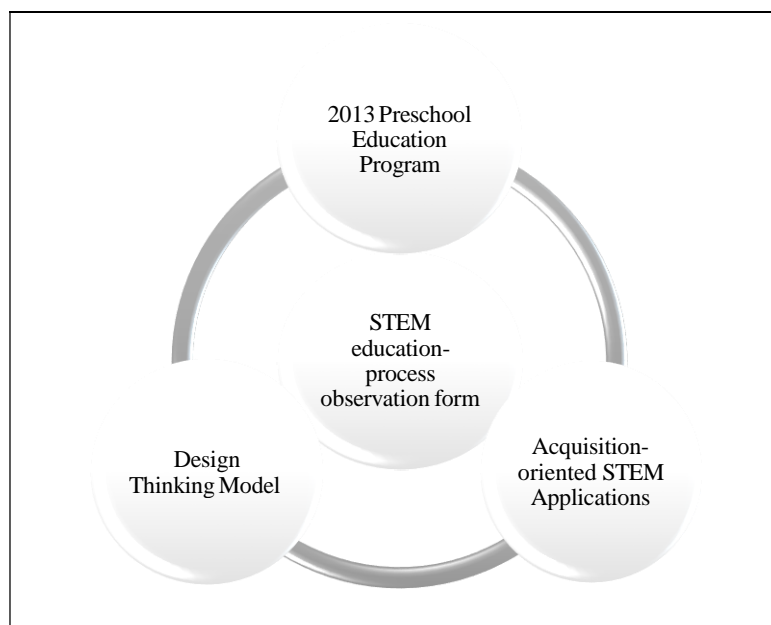 2013 Preschool
Education
Program
STEM
education-
process
observation form
Design
Thinking Model
Acquisition-
oriented STEM
Applications